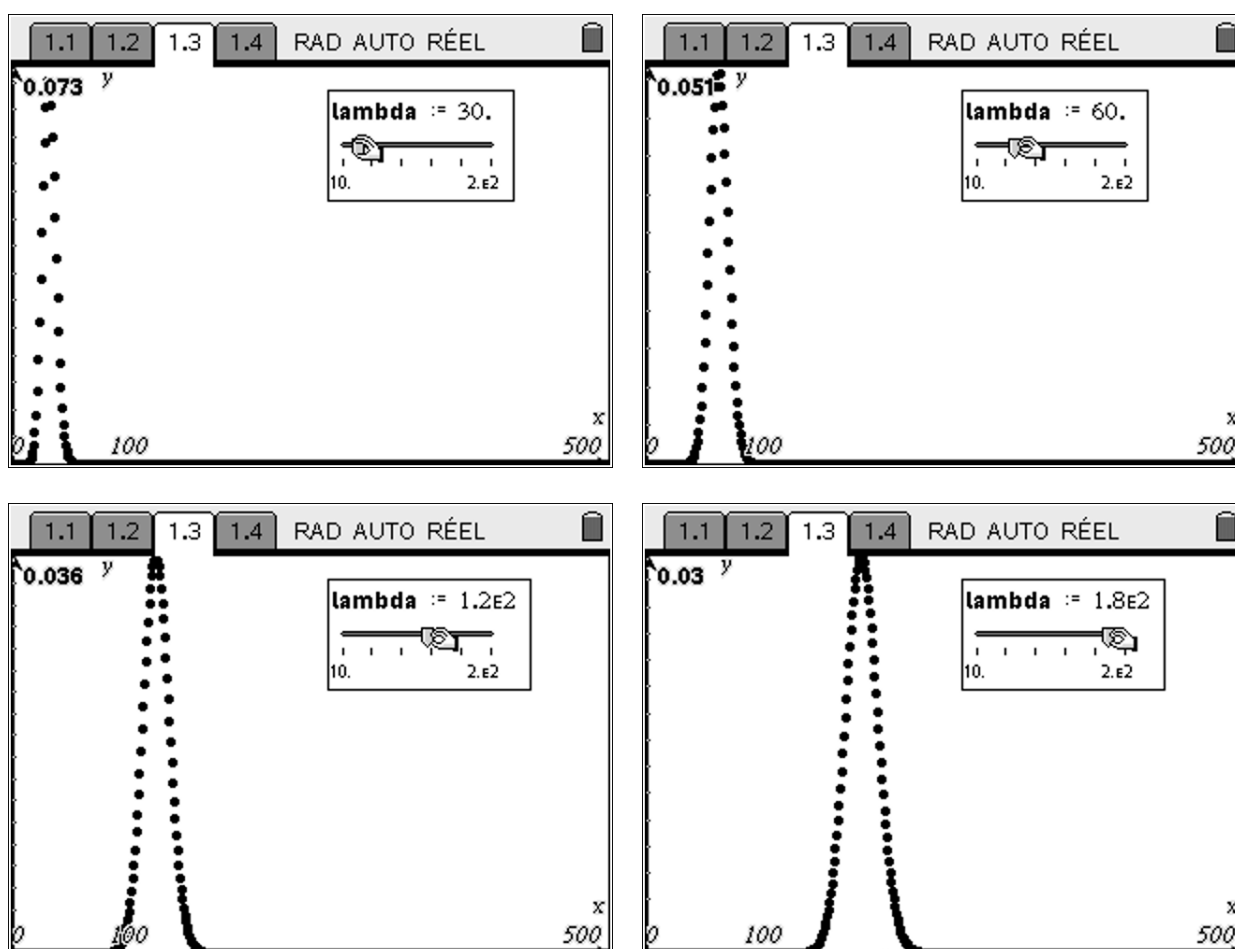 1.1 1.2 1.3 1.4 RAD AUTO RÉEL
0.073 y
lambda := 30.
10. 2.E2
x
0 100 500
1.1 1.2 1.3 1.4 RAD AUTO RÉEL
0.051 y
lambda := 60.
10. 2.E2
x
0 100 500
1.1 1.2 1.3 1.4 RAD AUTO RÉEL
0.036 y
lambda := 1.2E2
10. 2.E2
x
0 100 500
1.1 1.2 1.3 1.4 RAD AUTO RÉEL
0.03 y
lambda := 1.8E2
10. 2.E2
x
0 100 500